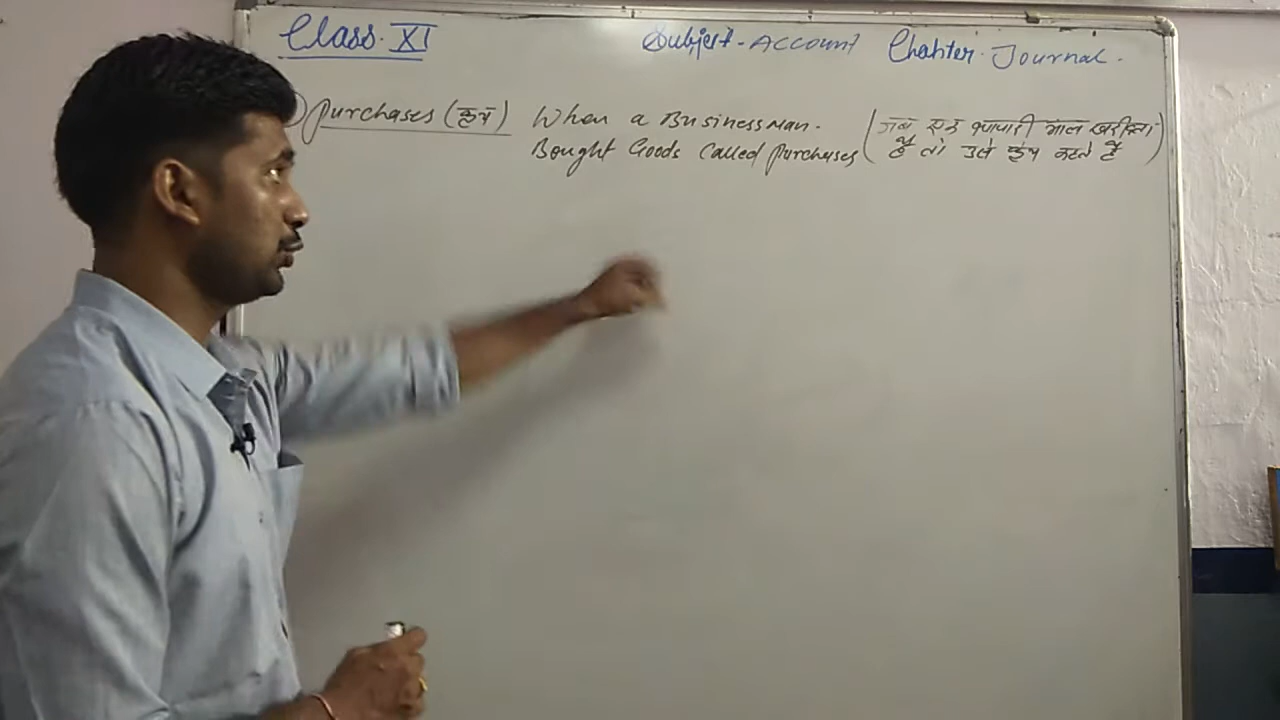 Class. XI Subject-Account Chapter. Journal.
Purchases (क्रय) When a Businessman. (जब एक व्यापारी माल खरीदता
Bought Goods Called Purchases है तो उसे क्रय कहते है)